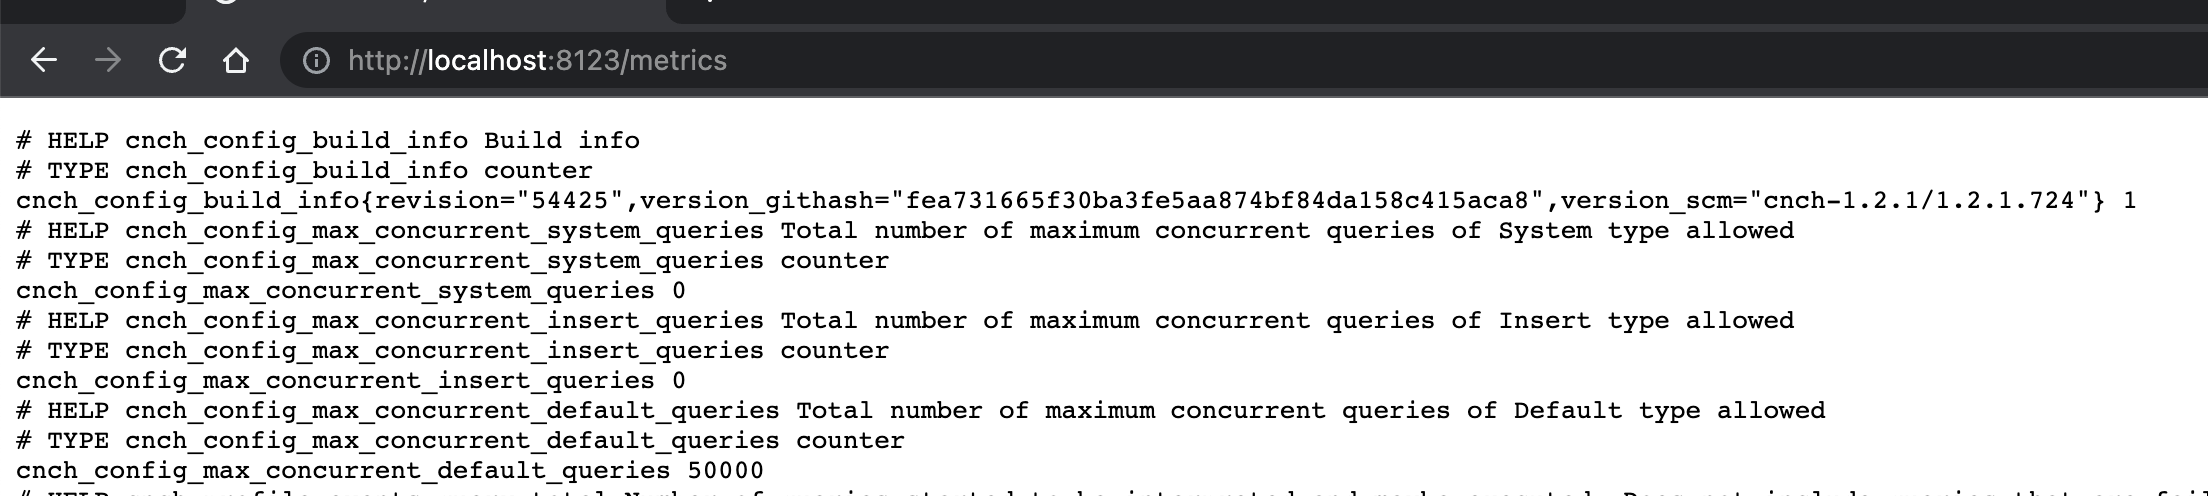 http://localhost:8123/metrics
# HELP cnch_config_build_info Build info
# TYPE cnch_config_build_info counter
cnch_config_build_info{revision="54425",version_githash="fea731665f30ba3fe5aa874bf84da158c415aca8",version_scm="cnch-1.2.1/1.2.1.724"} 1
# HELP cnch_config_max_concurrent_system_queries Total number of maximum concurrent queries of System type allowed
# TYPE cnch_config_max_concurrent_system_queries counter
cnch_config_max_concurrent_system_queries 0
# HELP cnch_config_max_concurrent_insert_queries Total number of maximum concurrent queries of Insert type allowed
# TYPE cnch_config_max_concurrent_insert_queries counter
cnch_config_max_concurrent_insert_queries 0
# HELP cnch_config_max_concurrent_default_queries Total number of maximum concurrent queries of Default type allowed
# TYPE cnch_config_max_concurrent_default_queries counter
cnch_config_max_concurrent_default_queries 50000